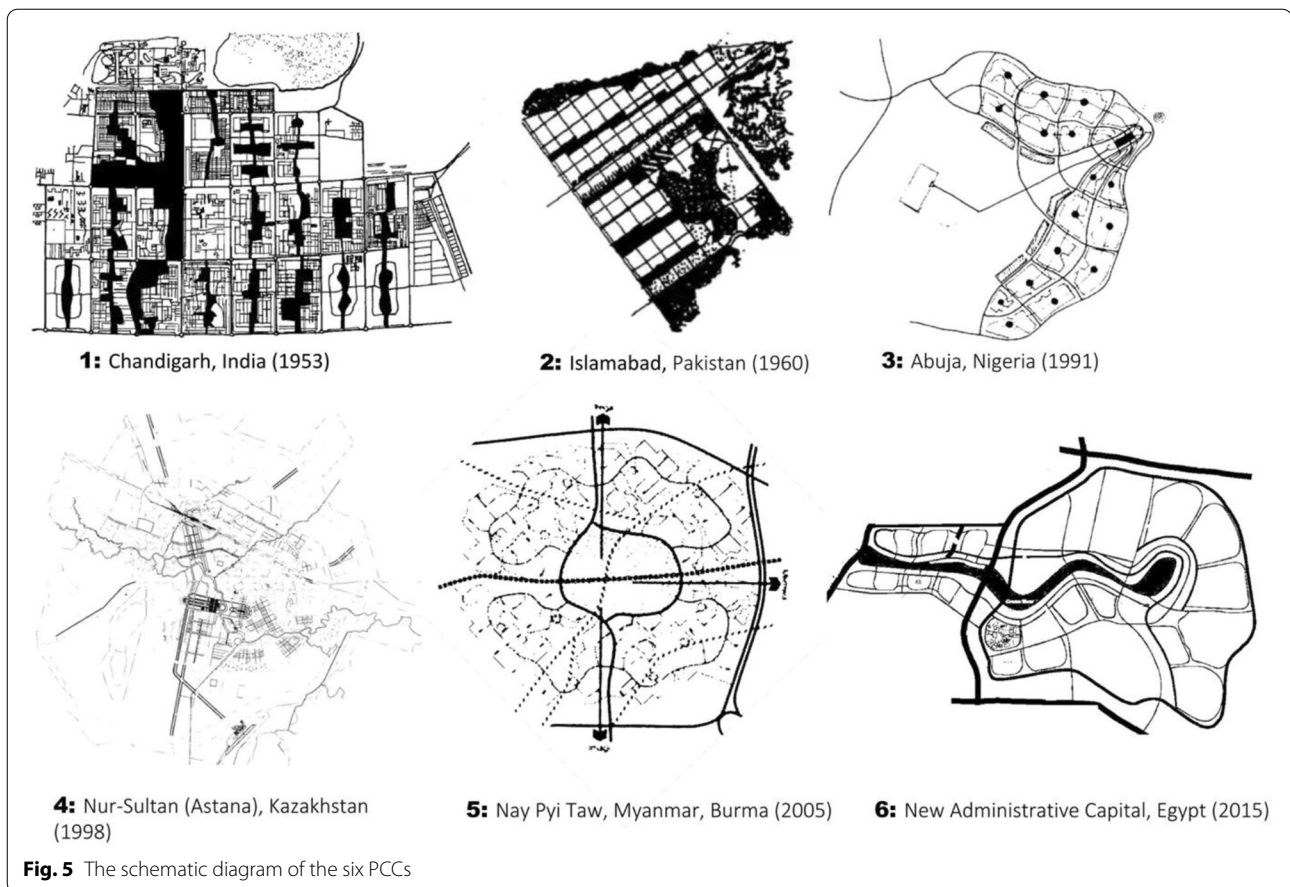 1: Chandigarh, India (1953)
2: Islamabad, Pakistan (1960)
3: Abuja, Nigeria (1991)
4: Nur-Sultan (Astana), Kazakhstan
(1998)
5: Nay Pyi Taw, Myanmar, Burma (2005)
6: New Administrative Capital, Egypt (2015)
Fig. 5 The schematic diagram of the six PCCs